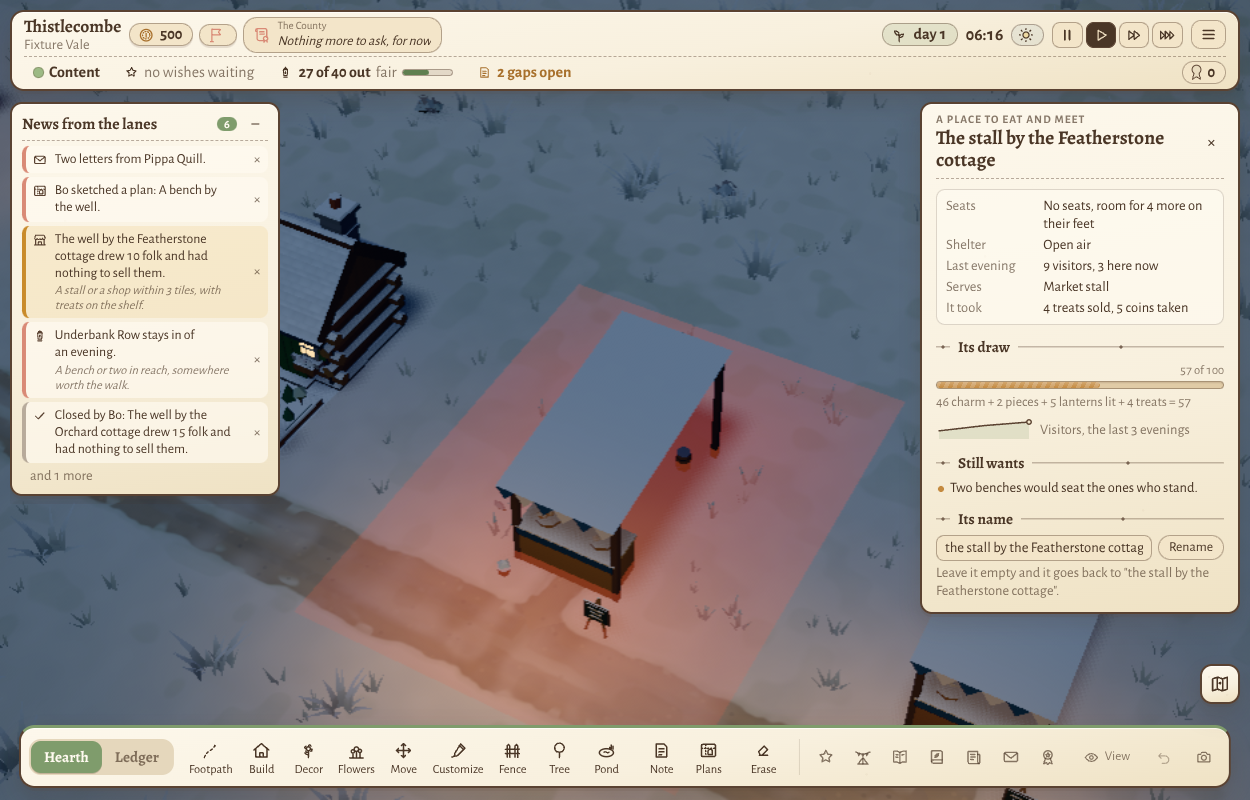 Thistlecombe
Fixture Vale
500
The County
Nothing more to ask, for now
day 1
06:16
Content
no wishes waiting
27 of 40 out fair
2 gaps open
0
News from the lanes
6
Two letters from Pippa Quill.
Bo sketched a plan: A bench by
the well.
The well by the Featherstone
cottage drew 10 folk and had
nothing to sell them.
A stall or a shop within 3 tiles, with
treats on the shelf.
Underbank Row stays in of
an evening.
A bench or two in reach, somewhere
worth the walk.
Closed by Bo: The well by the
Orchard cottage drew 15 folk and
had nothing to sell them.
and 1 more
A PLACE TO EAT AND MEET
The stall by the Featherstone
cottage
Seats No seats, room for 4 more on
their feet
Shelter Open air
Last evening 9 visitors, 3 here now
Serves Market stall
It took 4 treats sold, 5 coins taken
Its draw
57 of 100
46 charm + 2 pieces + 5 lanterns lit + 4 treats = 57
Visitors, the last 3 evenings
Still wants
Two benches would seat the ones who stand.
Its name
the stall by the Featherstone cottag
Rename
Leave it empty and it goes back to "the stall by the
Featherstone cottage".
Hearth
Ledger
Footpath
Build
Decor
Flowers
Move
Customize
Fence
Tree
Pond
Note
Plans
Erase
View